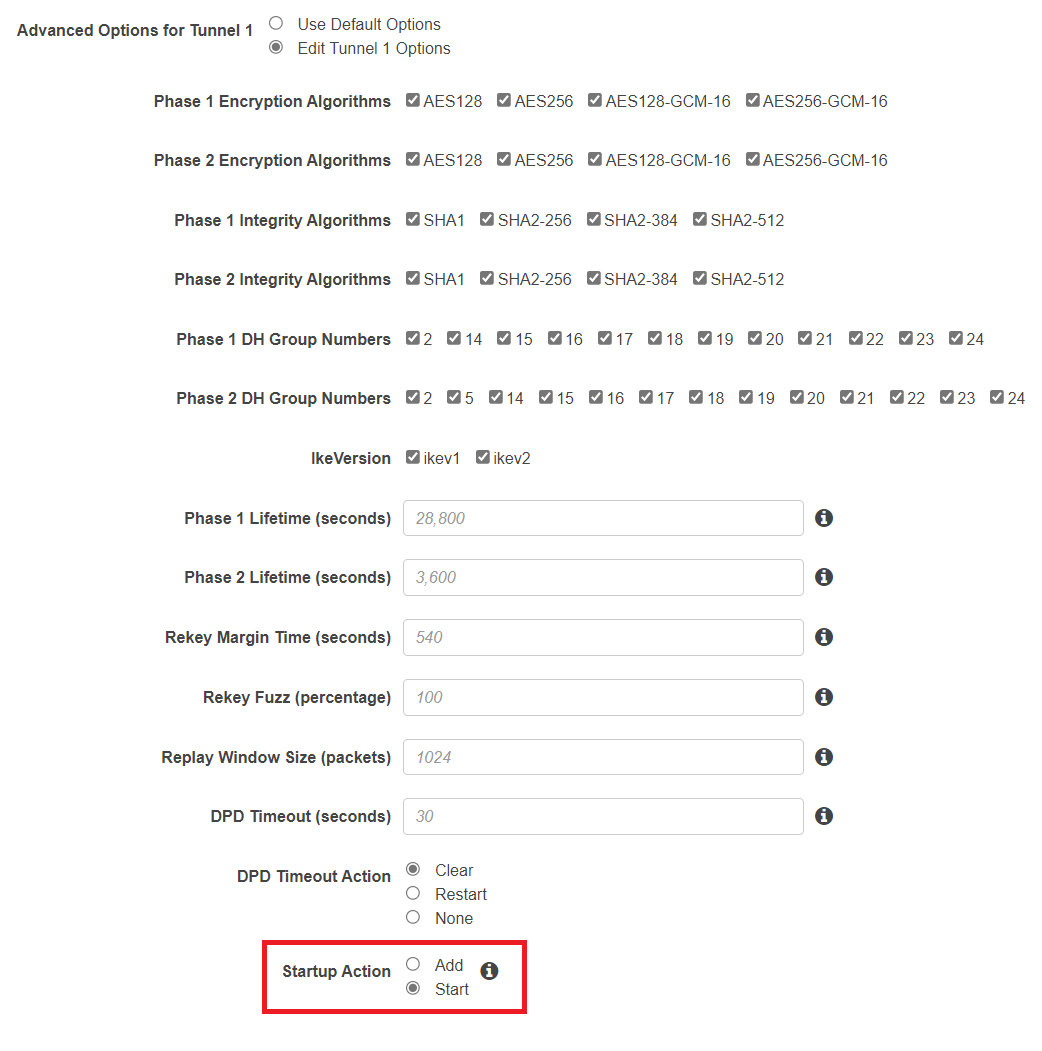 Advanced Options for Tunnel 1 Use Default Options
Edit Tunnel 1 Options
Phase 1 Encryption Algorithms AES128 AES256 AES128-GCM-16 AES256-GCM-16
Phase 2 Encryption Algorithms AES128 AES256 AES128-GCM-16 AES256-GCM-16
Phase 1 Integrity Algorithms SHA1 SHA2-256 SHA2-384 SHA2-512
Phase 2 Integrity Algorithms SHA1 SHA2-256 SHA2-384 SHA2-512
Phase 1 DH Group Numbers 2 14 15 16 17 18 19 20 21 22 23 24
Phase 2 DH Group Numbers 2 5 14 15 16 17 18 19 20 21 22 23 24
IkeVersion ikev1 ikev2
Phase 1 Lifetime (seconds) 28,800
Phase 2 Lifetime (seconds) 3,600
Rekey Margin Time (seconds) 540
Rekey Fuzz (percentage) 100
Replay Window Size (packets) 1024
DPD Timeout (seconds) 30
DPD Timeout Action Clear
Restart
None
Startup Action Add
Start